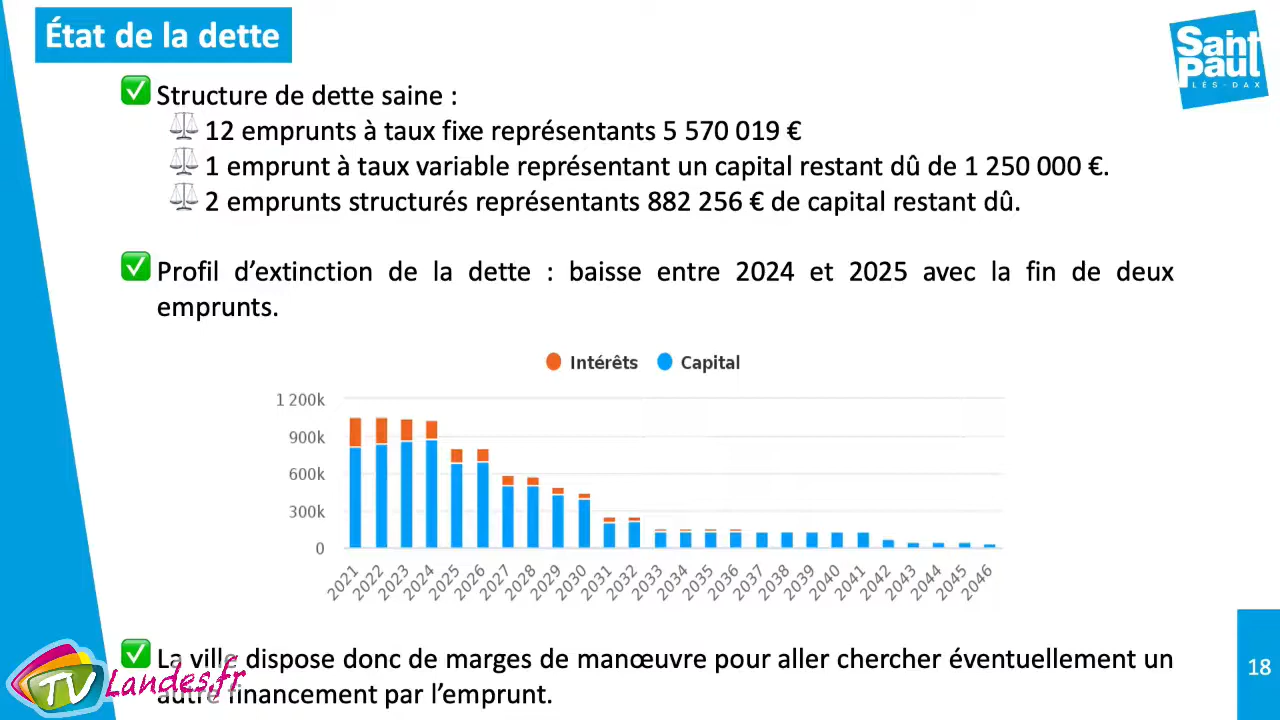 État de la dette
Saint
Paul
LÈS-DAX
Structure de dette saine :
12 emprunts à taux fixe représentants 5 570 019 €
1 emprunt à taux variable représentant un capital restant dû de 1 250 000 €.
2 emprunts structurés représentants 882 256 € de capital restant dû.
Profil d’extinction de la dette : baisse entre 2024 et 2025 avec la fin de deux
emprunts.
Intérêts Capital
1 200k
900k
600k
300k
0
2021 2022 2023 2024 2025 2026 2027 2028 2029 2030 2031 2032 2033 2034 2035 2036 2037 2038 2039 2040 2041 2042 2043 2044 2045 2046
La ville dispose donc de marges de manœuvre pour aller chercher éventuellement un
autre financement par l’emprunt.
TV Landes.fr
18